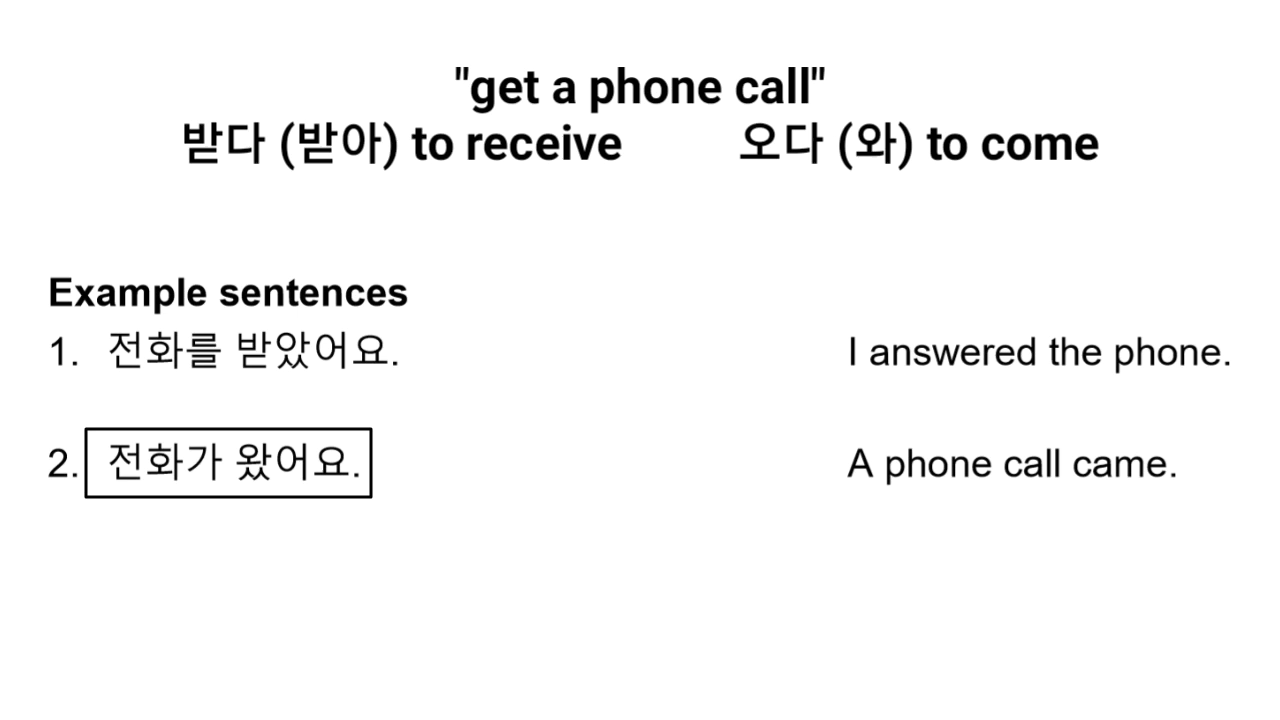 "get a phone call"
받다 (받아) to receive 오다 (와) to come
Example sentences
1. 전화를 받았어요. I answered the phone.
2. 전화가 왔어요. A phone call came.